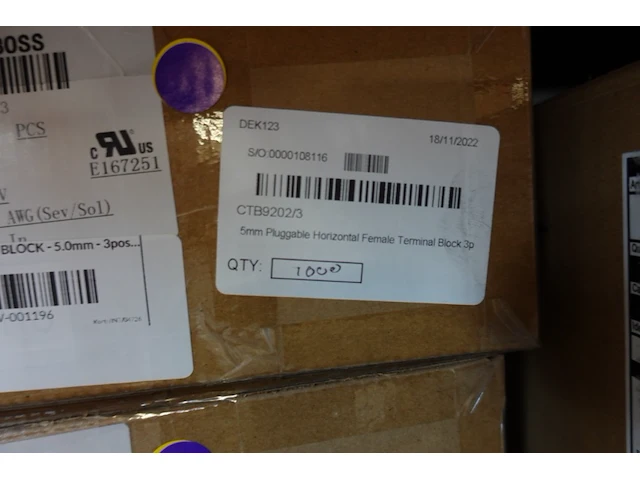 BOSS
3
PCS
c RU US
E167251
AWG(Sev/Sol)
BLOCK - 5.0mm - 3pos...
-001196
DEK123
18/11/2022
S/O:0000108116
CTB9202/3
5mm Pluggable Horizontal Female Terminal Block 3p
QTY: 1000